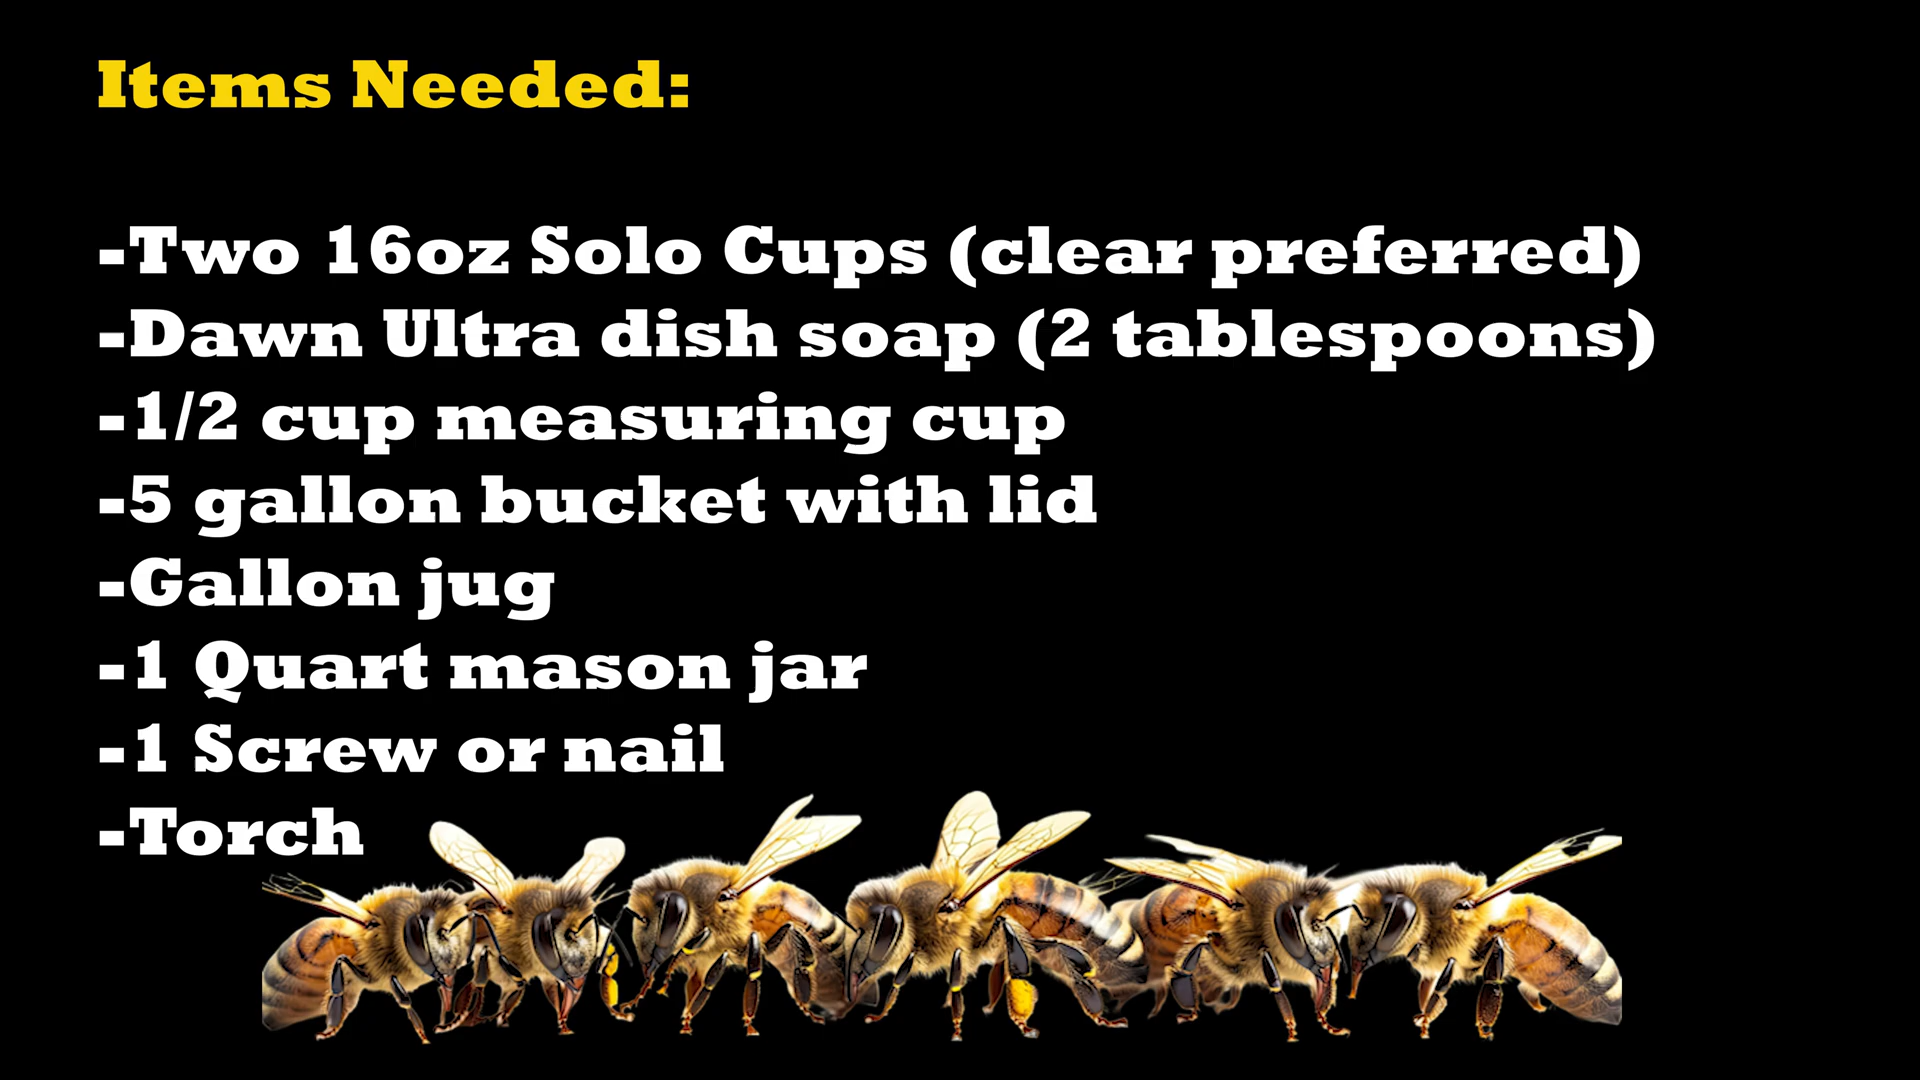 Items Needed:
-Two 16oz Solo Cups (clear preferred)
-Dawn Ultra dish soap (2 tablespoons)
-1/2 cup measuring cup
-5 gallon bucket with lid
-Gallon jug
-1 Quart mason jar
-1 Screw or nail
-Torch